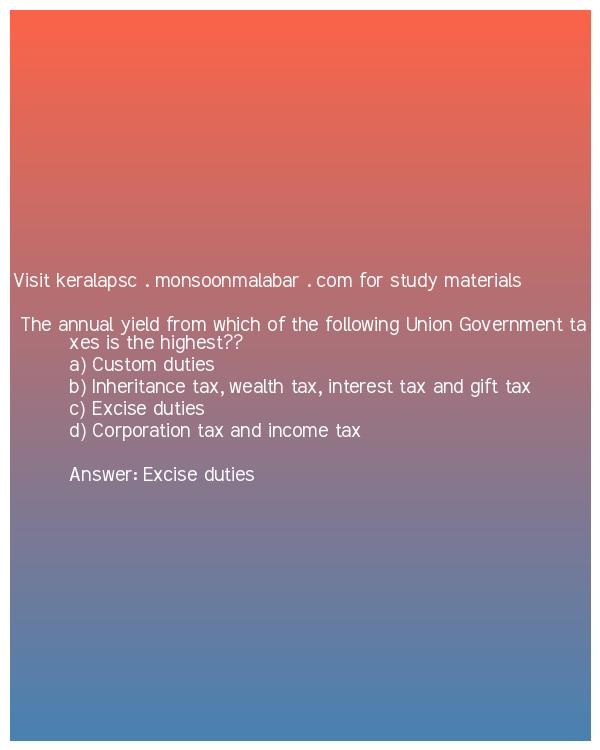 Visit keralapsc . monsoonmalabar . com for study materials
The annual yield from which of the following Union Government ta
xes is the highest??
a) Custom duties
b) Inheritance tax, wealth tax, interest tax and gift tax
c) Excise duties
d) Corporation tax and income tax
Answer: Excise duties